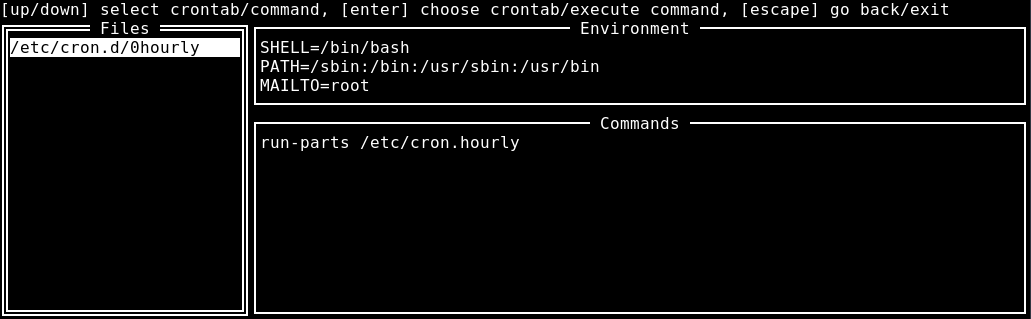 [up/down] select crontab/command, [enter] choose crontab/execute command, [escape] go back/exit
Files
/etc/cron.d/0hourly
Environment
SHELL=/bin/bash
PATH=/sbin:/bin:/usr/sbin:/usr/bin
MAILTO=root
Commands
run-parts /etc/cron.hourly